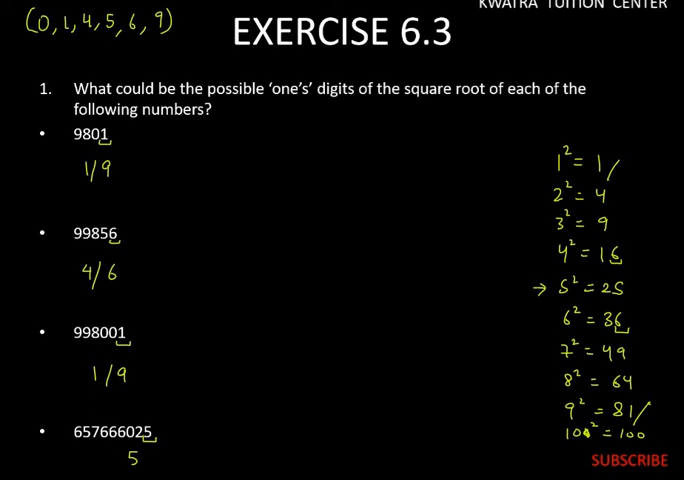 KWATRA TUITION CENTER
(0, 1, 4, 5, 6, 9)
EXERCISE 6.3
1. What could be the possible ‘one’s’ digits of the square root of each of the
following numbers?
• 9801
1/9
• 99856
4/6
• 998001
1/9
• 657666025
5
1² = 1
2² = 4
3² = 9
4² = 16
→ 5² = 25
6² = 36
7² = 49
8² = 64
9² = 81
10² = 100
SUBSCRIBE